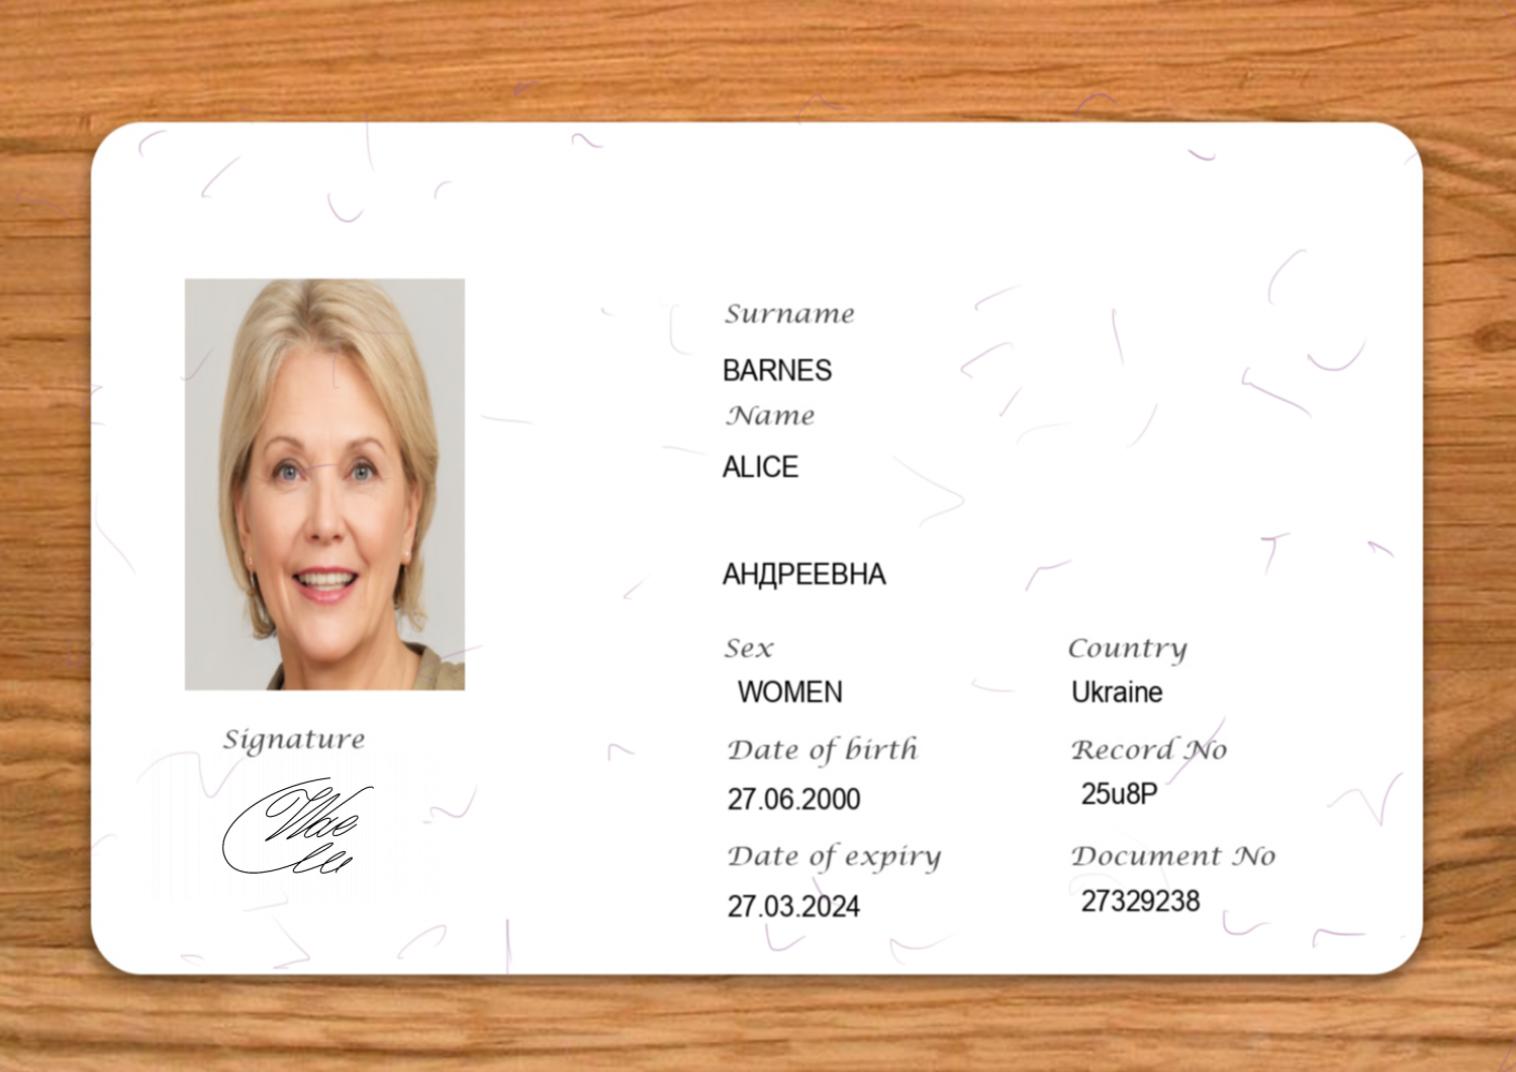 Surname
BARNES
Name
ALICE
АНДРЕЕВНА
Sex
Country
WOMEN
Ukraine
Date of birth
Record No
27.06.2000
25u8P
Date of expiry
Document No
27.03.2024
27329238
Signature